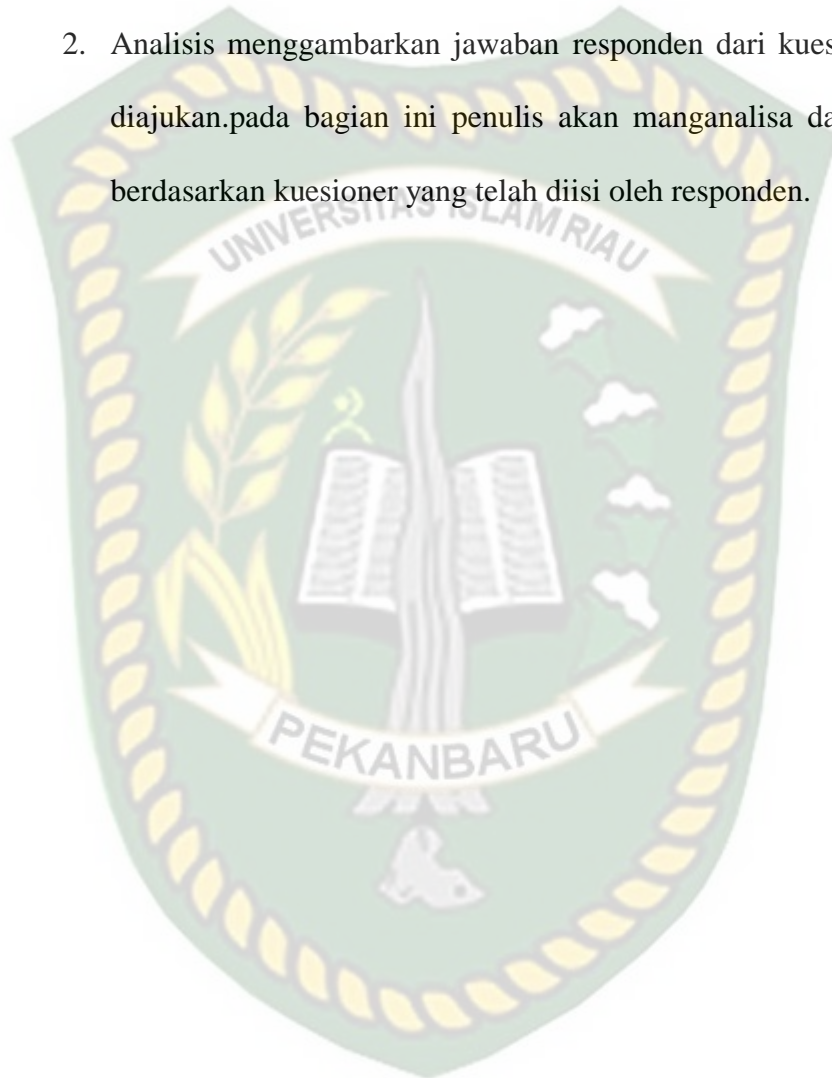 2. Analisis menggambarkan jawaban responden dari kues
diajukan.pada bagian ini penulis akan manganalisa da
berdasarkan kuesioner yang telah diisi oleh responden.
UNIVERSITAS ISLAM RIAU
PEKANBARU